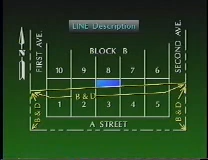 LINE Description
N
FIRST AVE.
SECOND AVE.
BLOCK B
10 9 8 7 6
B & D
1 2 3 4 5
B & D
B & D
A STREET